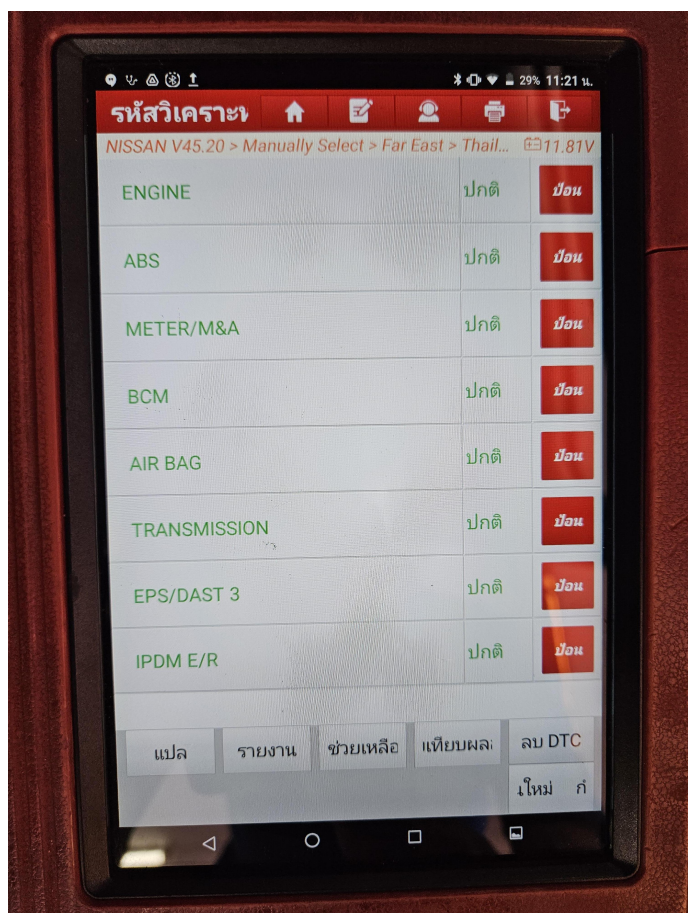 29% 11:21 น.
รหัสวิเคราะห
NISSAN V45.20 > Manually Select > Far East > Thail... 11.81V
ENGINE ปกติ ป้อน
ABS ปกติ ป้อน
METER/M&A ปกติ ป้อน
BCM ปกติ ป้อน
AIR BAG ปกติ ป้อน
TRANSMISSION ปกติ ป้อน
EPS/DAST 3 ปกติ ป้อน
IPDM E/R ปกติ ป้อน
แปล รายงาน ช่วยเหลือ ลบ DTC